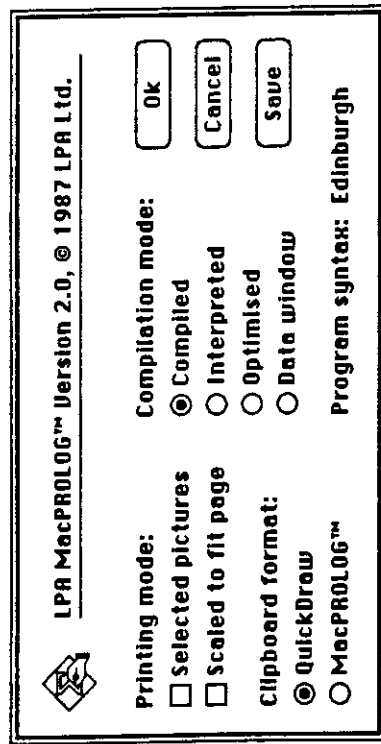 LPA MacPROLOG™ Version 2.0, © 1987 LPA Ltd.
Printing mode:
Selected pictures
Scaled to fit page
Clipboard format:
QuickDraw
MacPROLOG™
Compilation mode:
Compiled
Interpreted
Optimised
Data window
Program syntax: Edinburgh
Ok
Cancel
Save